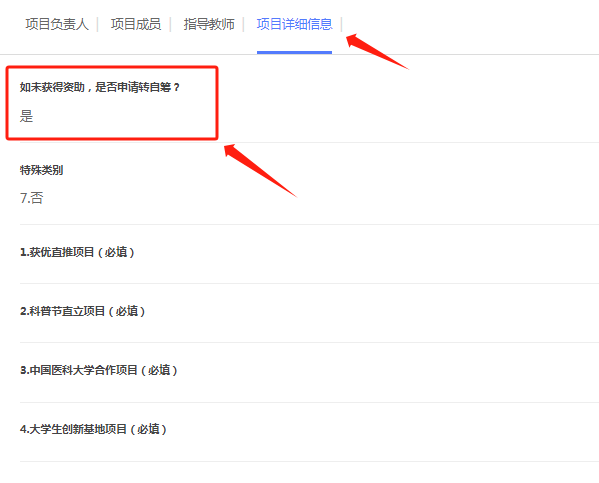 项目负责人 | 项目成员 | 指导教师 | 项目详细信息 |
如未获得资助，是否申请转自筹？
是
特殊类别
7.否
1.获优直推项目（必填）
2.科普节直立项目（必填）
3.中国医科大学合作项目（必填）
4.大学生创新基地项目（必填）